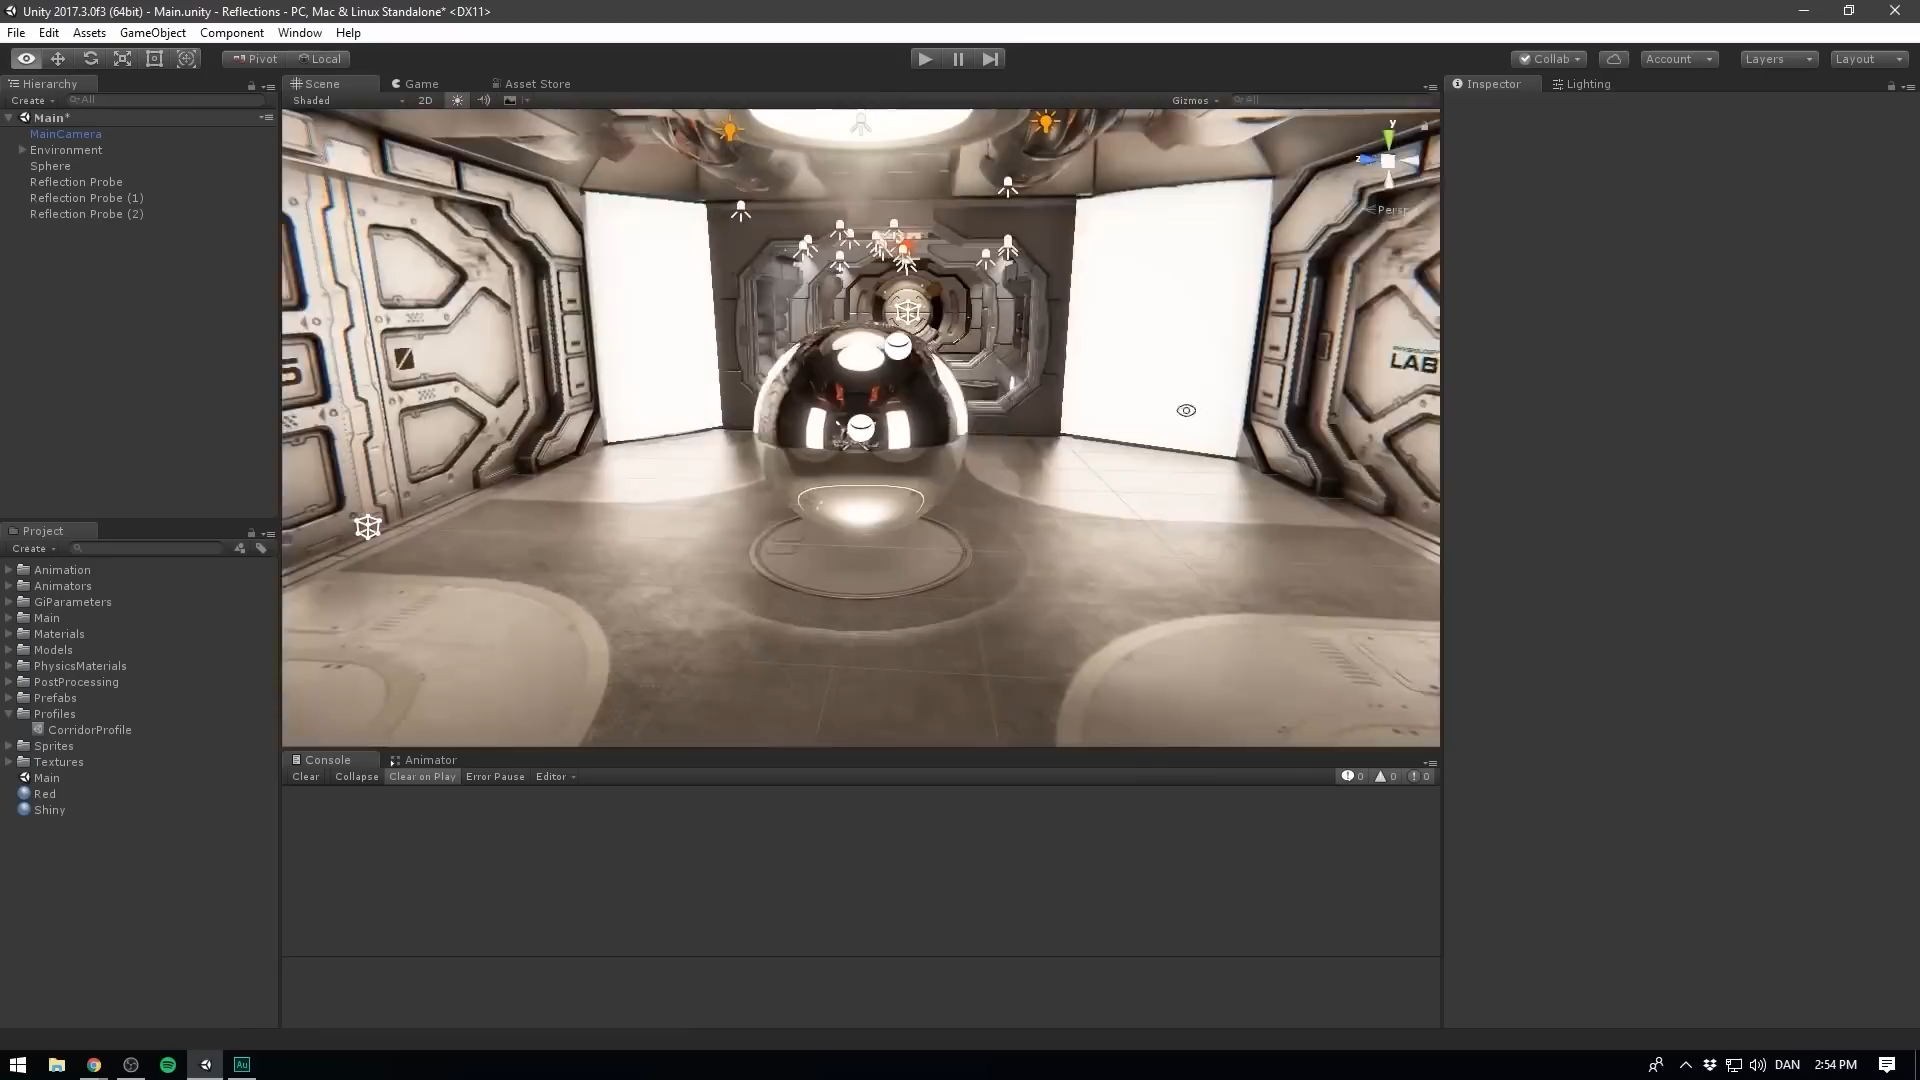 Unity 2017.3.0f3 (64bit) - Main.unity - Reflections - PC, Mac & Linux Standalone* <DX11>
File Edit Assets GameObject Component Window Help
Pivot Local Collab Account Layers Layout
Hierarchy
Create All
Main*
MainCamera
Environment
Sphere
Reflection Probe
Reflection Probe (1)
Reflection Probe (2)
Project
Create
Animation
Animators
GiParameters
Main
Materials
Models
PhysicsMaterials
PostProcessing
Prefabs
Profiles
CorridorProfile
Sprites
Textures
Main
Red
Shiny
Scene Game Asset Store
Shaded 2D Gizmos All
y
z
Persp
5
LAB
Console Animator
Clear Collapse Clear on Play Error Pause Editor 0 0 0
Inspector Lighting
Au
DAN 2:54 PM